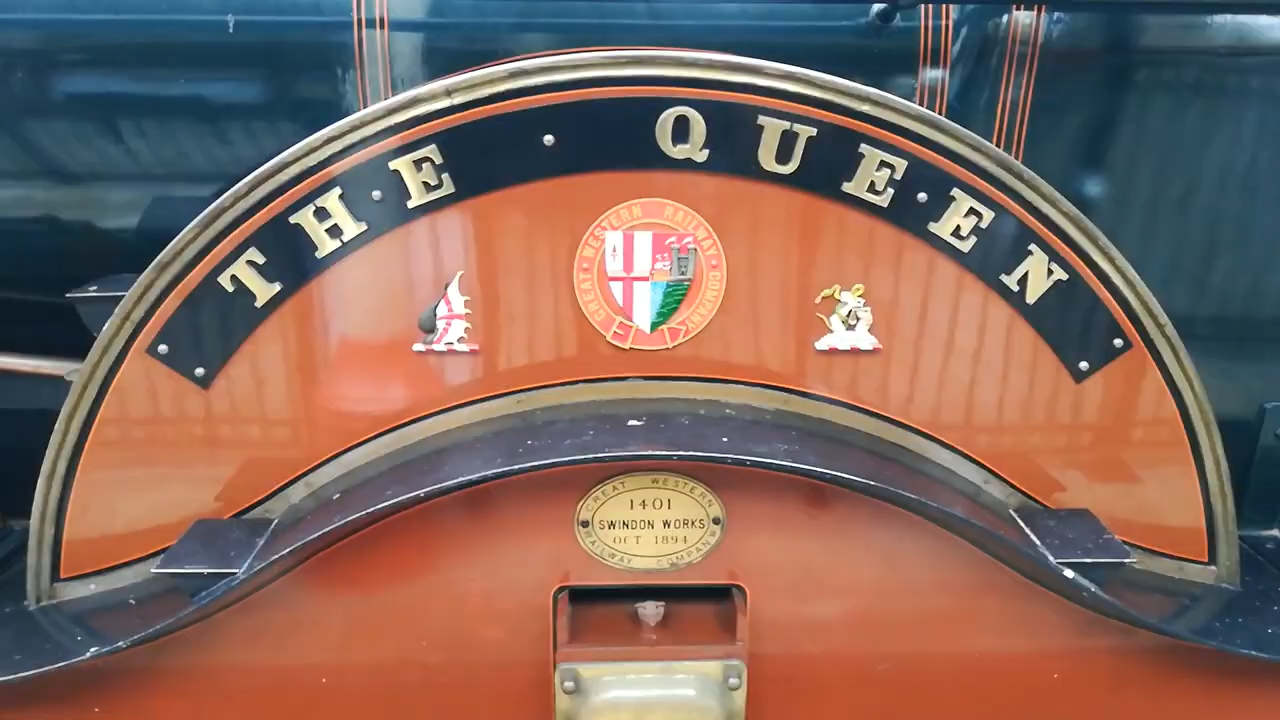 THE QUEEN
GREAT WESTERN RAILWAY COMPANY
GREAT WESTERN
1401
SWINDON WORKS
OCT 1894
RAILWAY COMPANY